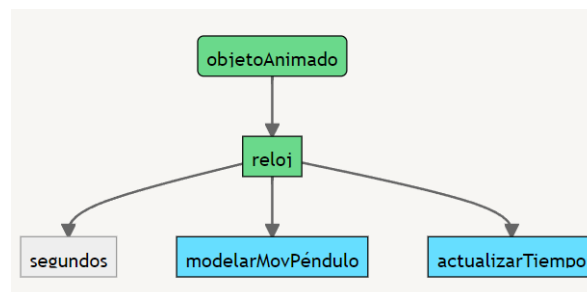 objetoAnimado
reloj
segundos
modelarMovPéndulo
actualizarTiempo